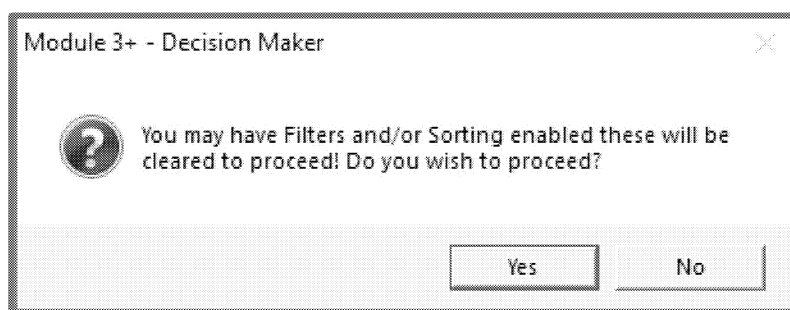 Module 3+ - Decision Maker
You may have Filters and/or Sorting enabled these will be
cleared to proceed! Do you wish to proceed?
Yes
No